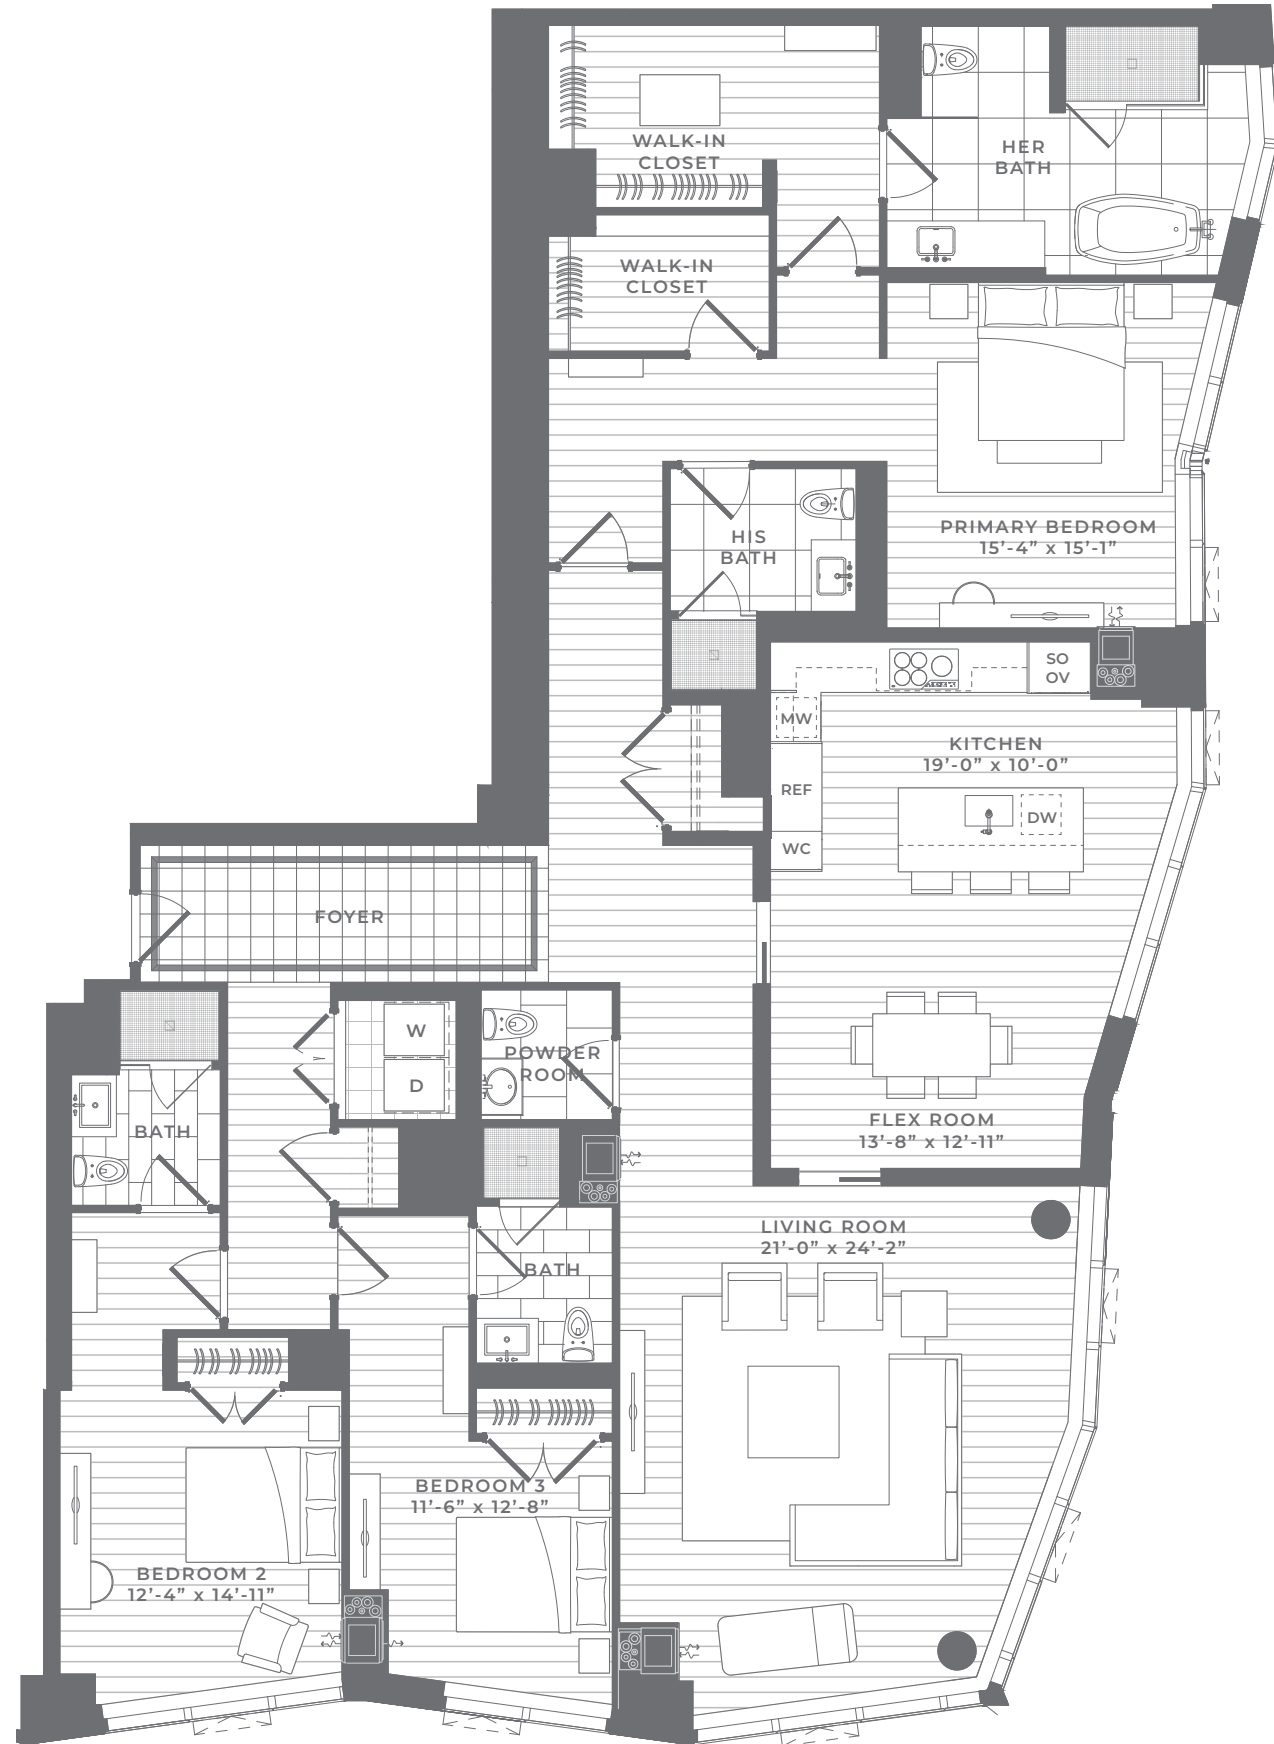 WALK-IN
CLOSET
HER
BATH
WALK-IN
CLOSET
PRIMARY BEDROOM
15’-4” x 15’-1”
HIS
BATH
SO
OV
MW
KITCHEN
19’-0” x 10’-0”
REF
DW
WC
FOYER
W
D
POWDER
ROOM
BATH
FLEX ROOM
13’-8” x 12’-11”
LIVING ROOM
21’-0” x 24’-2”
BATH
BEDROOM 3
11’-6” x 12’-8”
BEDROOM 2
12’-4” x 14’-11”